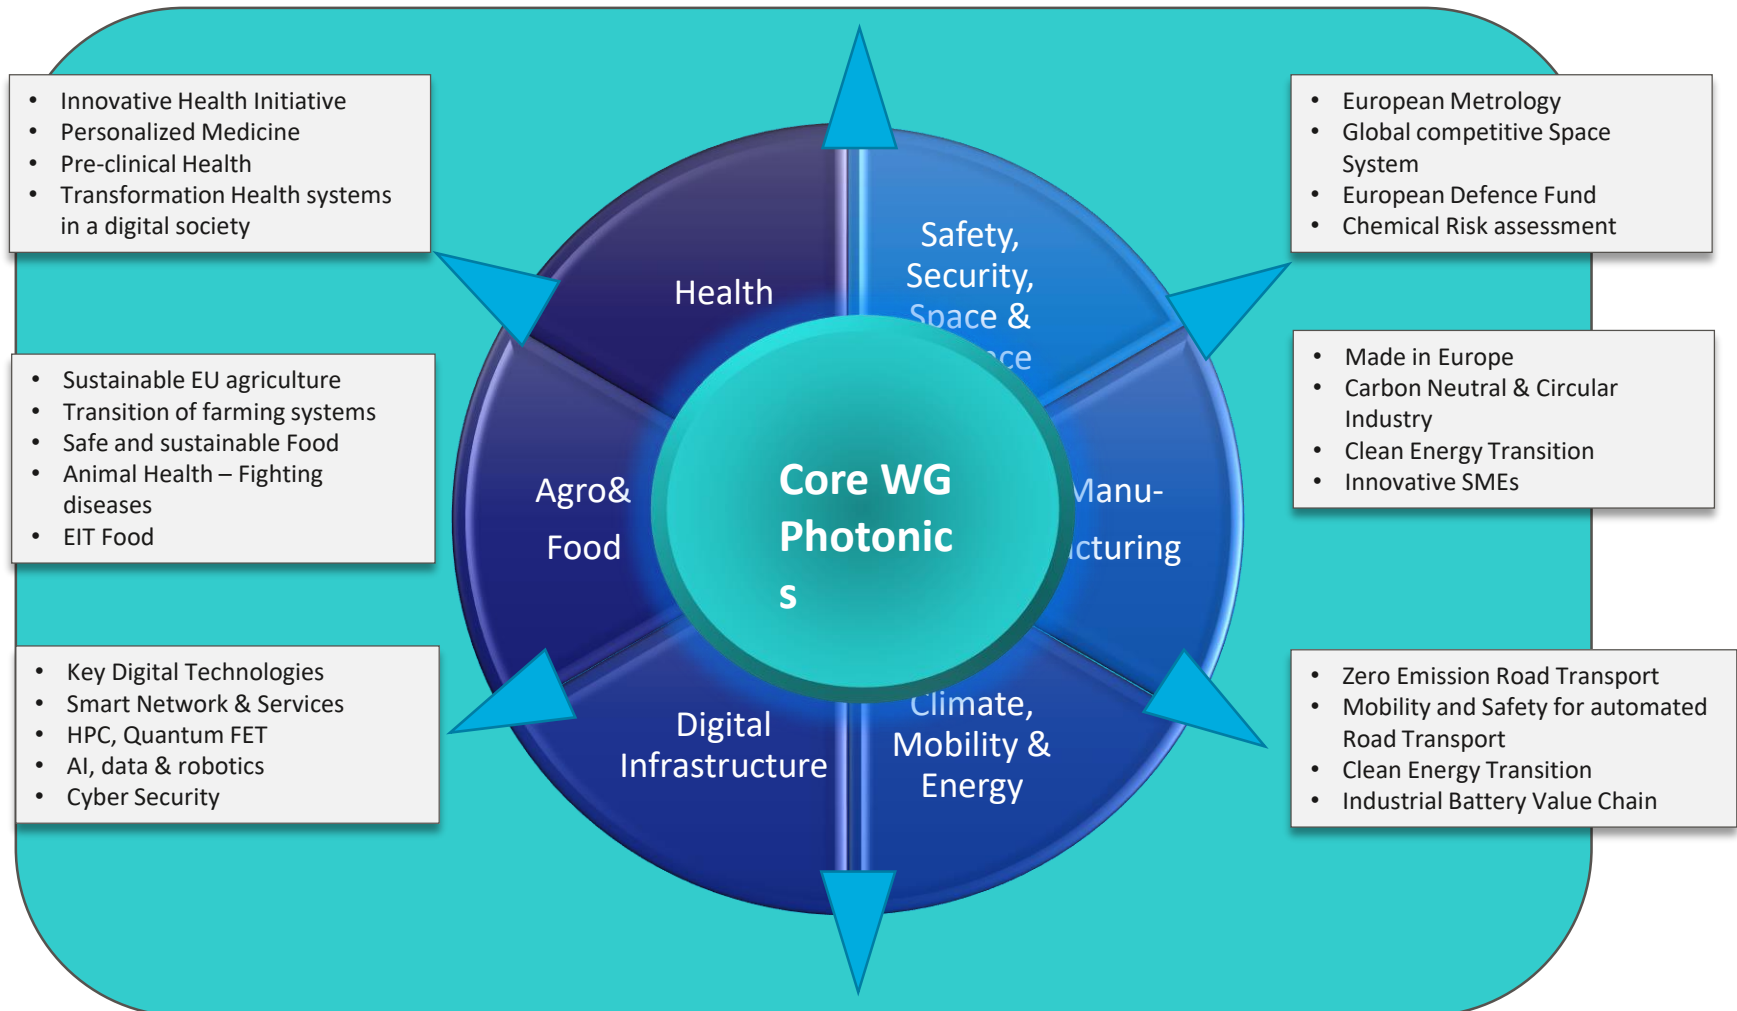 • Innovative Health Initiative
• Personalized Medicine
• Pre-clinical Health
• Transformation Health systems
in a digital society
• Sustainable EU agriculture
• Transition of farming systems
• Safe and sustainable Food
• Animal Health – Fighting
diseases
• EIT Food
• Key Digital Technologies
• Smart Network & Services
• HPC, Quantum FET
• AI, data & robotics
• Cyber Security
Health
Safety,
Security,
Space &
Agro&
Food
Core WG
Photonic
s
Manu-
cturing
Digital
Infrastructure
Climate,
Mobility &
Energy
• European Metrology
• Global competitive Space
System
• European Defence Fund
• Chemical Risk assessment
• Made in Europe
• Carbon Neutral & Circular
Industry
• Clean Energy Transition
• Innovative SMEs
• Zero Emission Road Transport
• Mobility and Safety for automated
Road Transport
• Clean Energy Transition
• Industrial Battery Value Chain